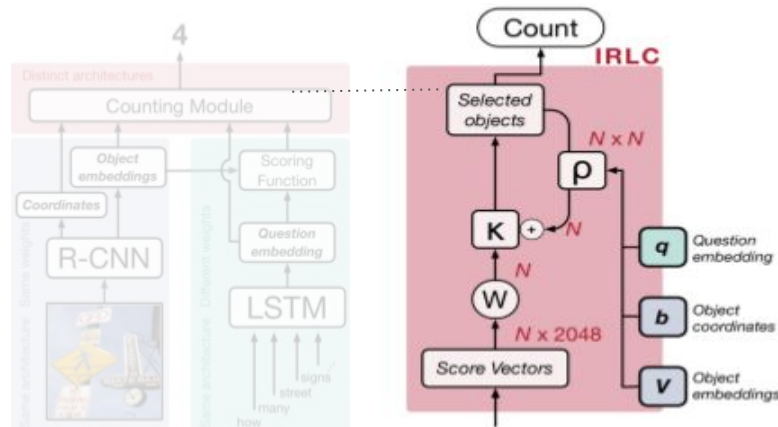 4
Distinct architectures
Counting Module
Object
embeddings
Scoring
Function
Coordinates
Question
embedding
R-CNN
LSTM
Same architecture Same weights
Same architecture Different weights
how
many
street
signs
Count
IRLC
Selected
objects
N x N
ρ
K
+
N
N
W
N x 2048
Score Vectors
q
Question
embedding
b
Object
coordinates
V
Object
embeddings